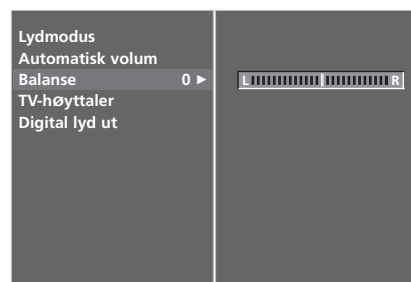 Lydmodus
Automatisk volum
Balanse 0 ►
L R
TV-høyttaler
Digital lyd ut